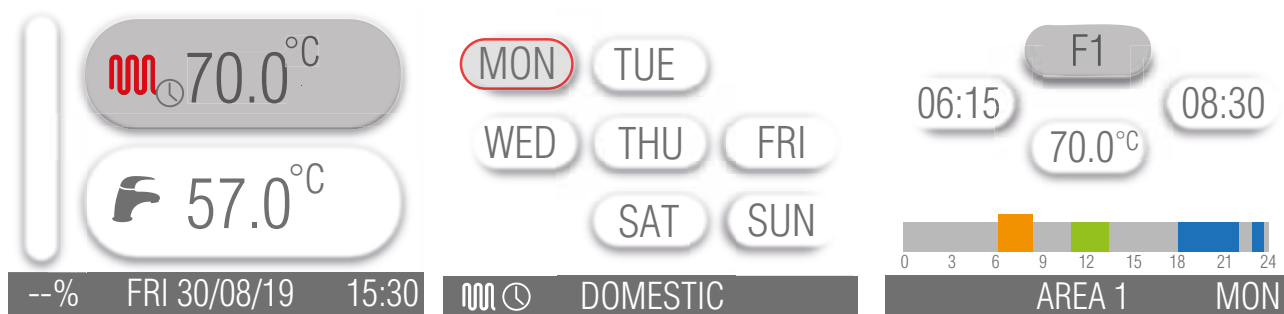 70.0°C
57.0°C
--% FRI 30/08/19 15:30
MON TUE
WED THU FRI
SAT SUN
DOMESTIC
F1
06:15 08:30
70.0°C
0 3 6 9 12 15 18 21 24
AREA 1 MON